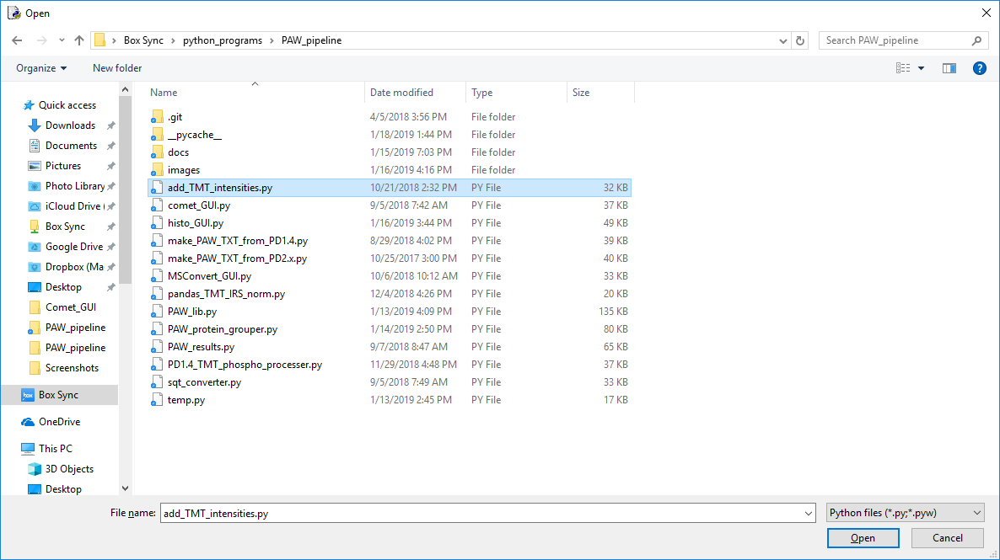 Open
Box Sync > python_programs > PAW_pipeline
Search PAW_pipeline
Organize
New folder
Quick access
Downloads
Documents
Pictures
Photo Library
iCloud Drive (
Box Sync
Google Drive
Dropbox (Ma
Desktop
Comet_GUI
PAW_pipeline
PAW_pipeline
Screenshots
box Box Sync
OneDrive
This PC
3D Objects
Desktop
Name Date modified Type Size
.git 4/5/2018 3:56 PM File folder
__pycache__ 1/18/2019 1:44 PM File folder
docs 1/15/2019 7:03 PM File folder
images 1/16/2019 4:16 PM File folder
add_TMT_intensities.py 10/21/2018 2:32 PM PY File 32 KB
comet_GUI.py 9/5/2018 7:42 AM PY File 37 KB
histo_GUI.py 1/16/2019 3:44 PM PY File 49 KB
make_PAW_TXT_from_PD1.4.py 8/29/2018 4:02 PM PY File 39 KB
make_PAW_TXT_from_PD2.x.py 10/25/2017 3:00 PM PY File 40 KB
MSConvert_GUI.py 10/6/2018 10:12 AM PY File 33 KB
pandas_TMT_IRS_norm.py 12/4/2018 4:26 PM PY File 20 KB
PAW_lib.py 1/13/2019 4:09 PM PY File 135 KB
PAW_protein_grouper.py 1/14/2019 2:50 PM PY File 80 KB
PAW_results.py 9/7/2018 8:47 AM PY File 65 KB
PD1.4_TMT_phospho_processer.py 11/29/2018 4:48 PM PY File 37 KB
sqt_converter.py 9/5/2018 7:49 AM PY File 33 KB
temp.py 1/13/2019 2:45 PM PY File 17 KB
File name: add_TMT_intensities.py
Python files (*.py;*.pyw)
Open Cancel